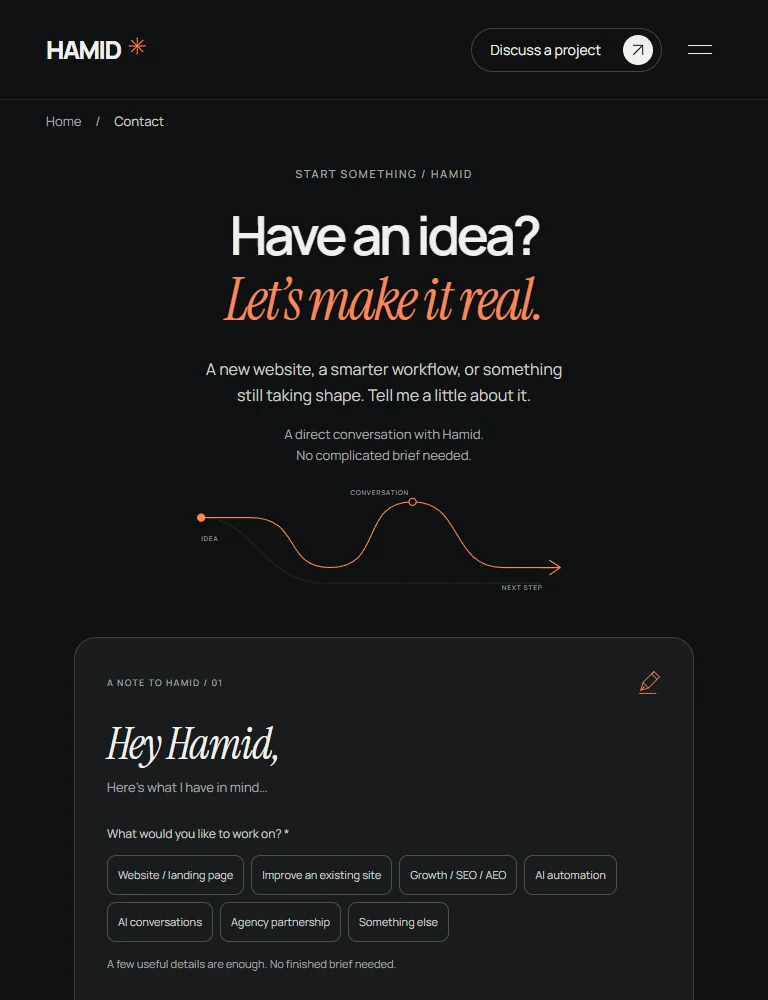 HAMID
Discuss a project
Home / Contact
START SOMETHING / HAMID
Have an idea?
Let's make it real.
A new website, a smarter workflow, or something
still taking shape. Tell me a little about it.
A direct conversation with Hamid.
No complicated brief needed.
CONVERSATION
IDEA
NEXT STEP
A NOTE TO HAMID / 01
Hey Hamid,
Here's what I have in mind...
What would you like to work on? *
Website / landing page
Improve an existing site
Growth / SEO / AEO
AI automation
AI conversations
Agency partnership
Something else
A few useful details are enough. No finished brief needed.